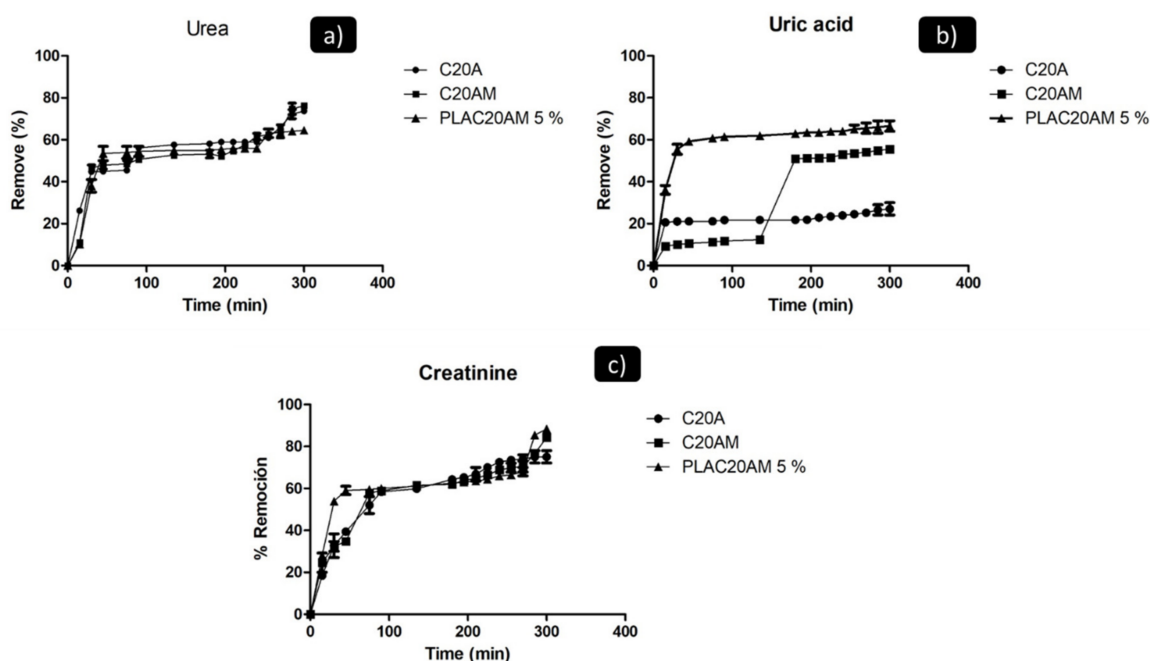 Urea
a)
Remove (%)
100
80
60
40
20
0
0
100
200
300
400
Time (min)
C20A
C20AM
PLAC20AM 5 %
Uric acid
b)
Remove (%)
100
80
60
40
20
0
0
100
200
300
400
Time (min)
C20A
C20AM
PLAC20AM 5 %
Creatinine
c)
% Remoción
100
80
60
40
20
0
0
100
200
300
400
Time (min)
C20A
C20AM
PLAC20AM 5 %